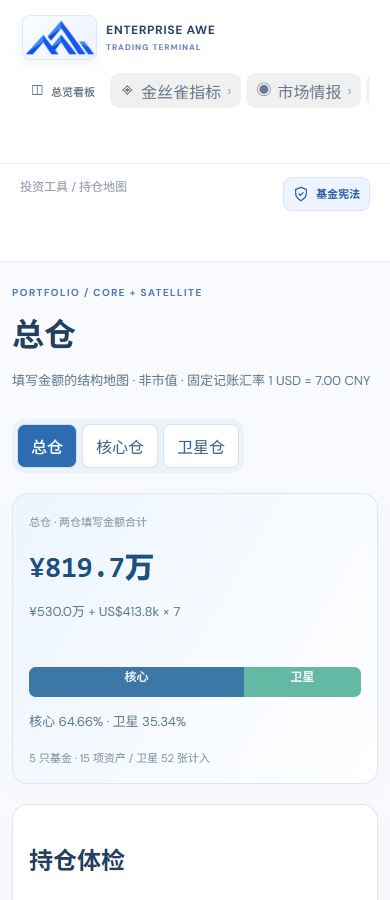 ENTERPRISE AWE
TRADING TERMINAL
总览看板
金丝雀指标 ›
市场情报 ›
投资工具 / 持仓地图
基金宪法
PORTFOLIO / CORE + SATELLITE
总仓
填写金额的结构地图 · 非市值 · 固定记账汇率 1 USD = 7.00 CNY
总仓
核心仓
卫星仓
总仓 · 两仓填写金额合计
¥819.7万
¥530.0万 + US$413.8k × 7
核心
卫星
核心 64.66% · 卫星 35.34%
5 只基金 · 15 项资产 / 卫星 52 张计入
持仓体检